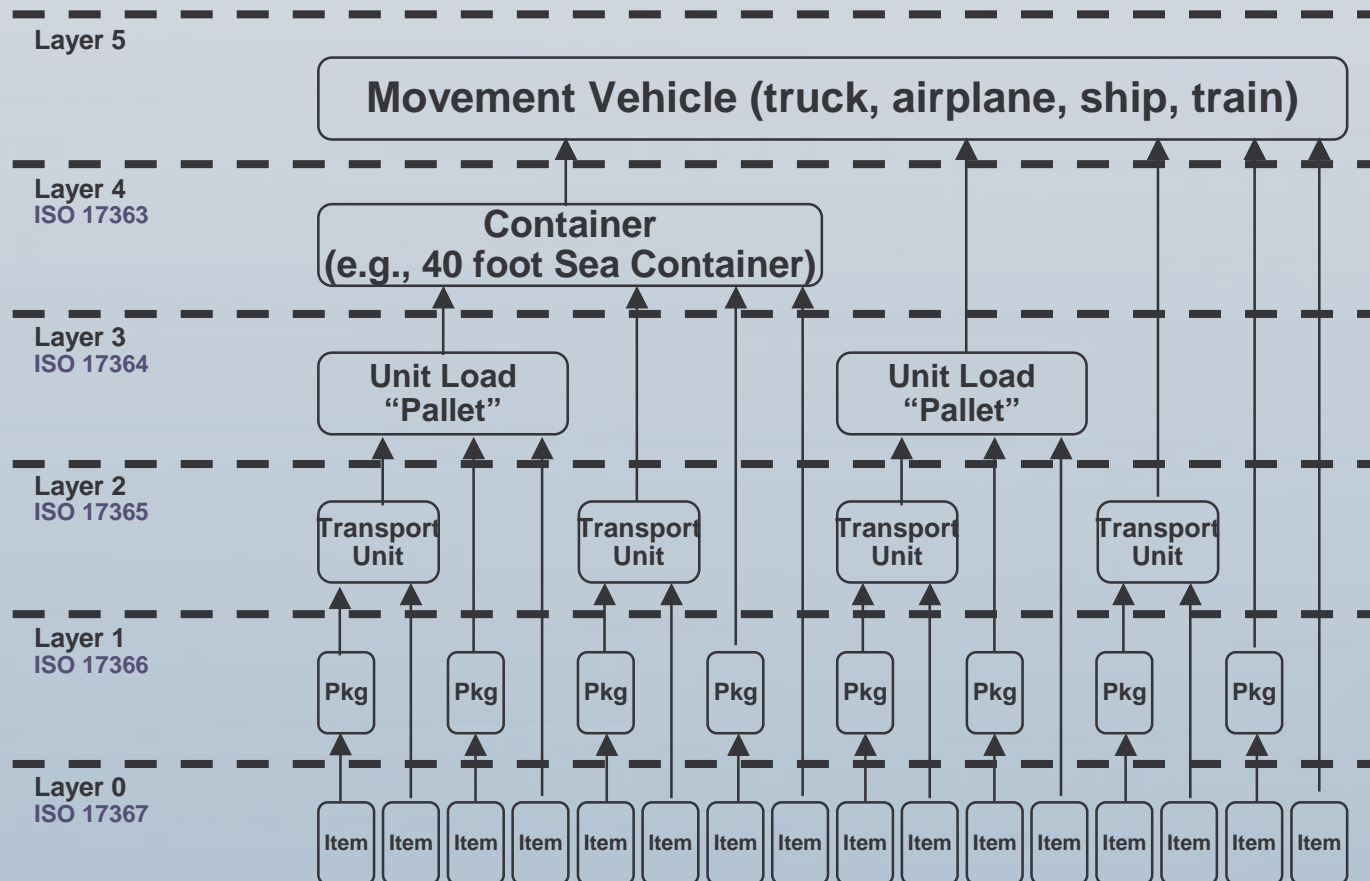 Layer 5
Movement Vehicle (truck, airplane, ship, train)
Layer 4
ISO 17363
Container
(e.g., 40 foot Sea Container)
Layer 3
ISO 17364
Unit Load
“Pallet”
Unit Load
“Pallet”
Layer 2
ISO 17365
Transport
Unit
Transport
Unit
Transport
Unit
Transport
Unit
Layer 1
ISO 17366
Pkg Pkg Pkg Pkg Pkg Pkg Pkg Pkg
Layer 0
ISO 17367
Item Item Item Item Item Item Item Item Item Item Item Item Item Item Item Item